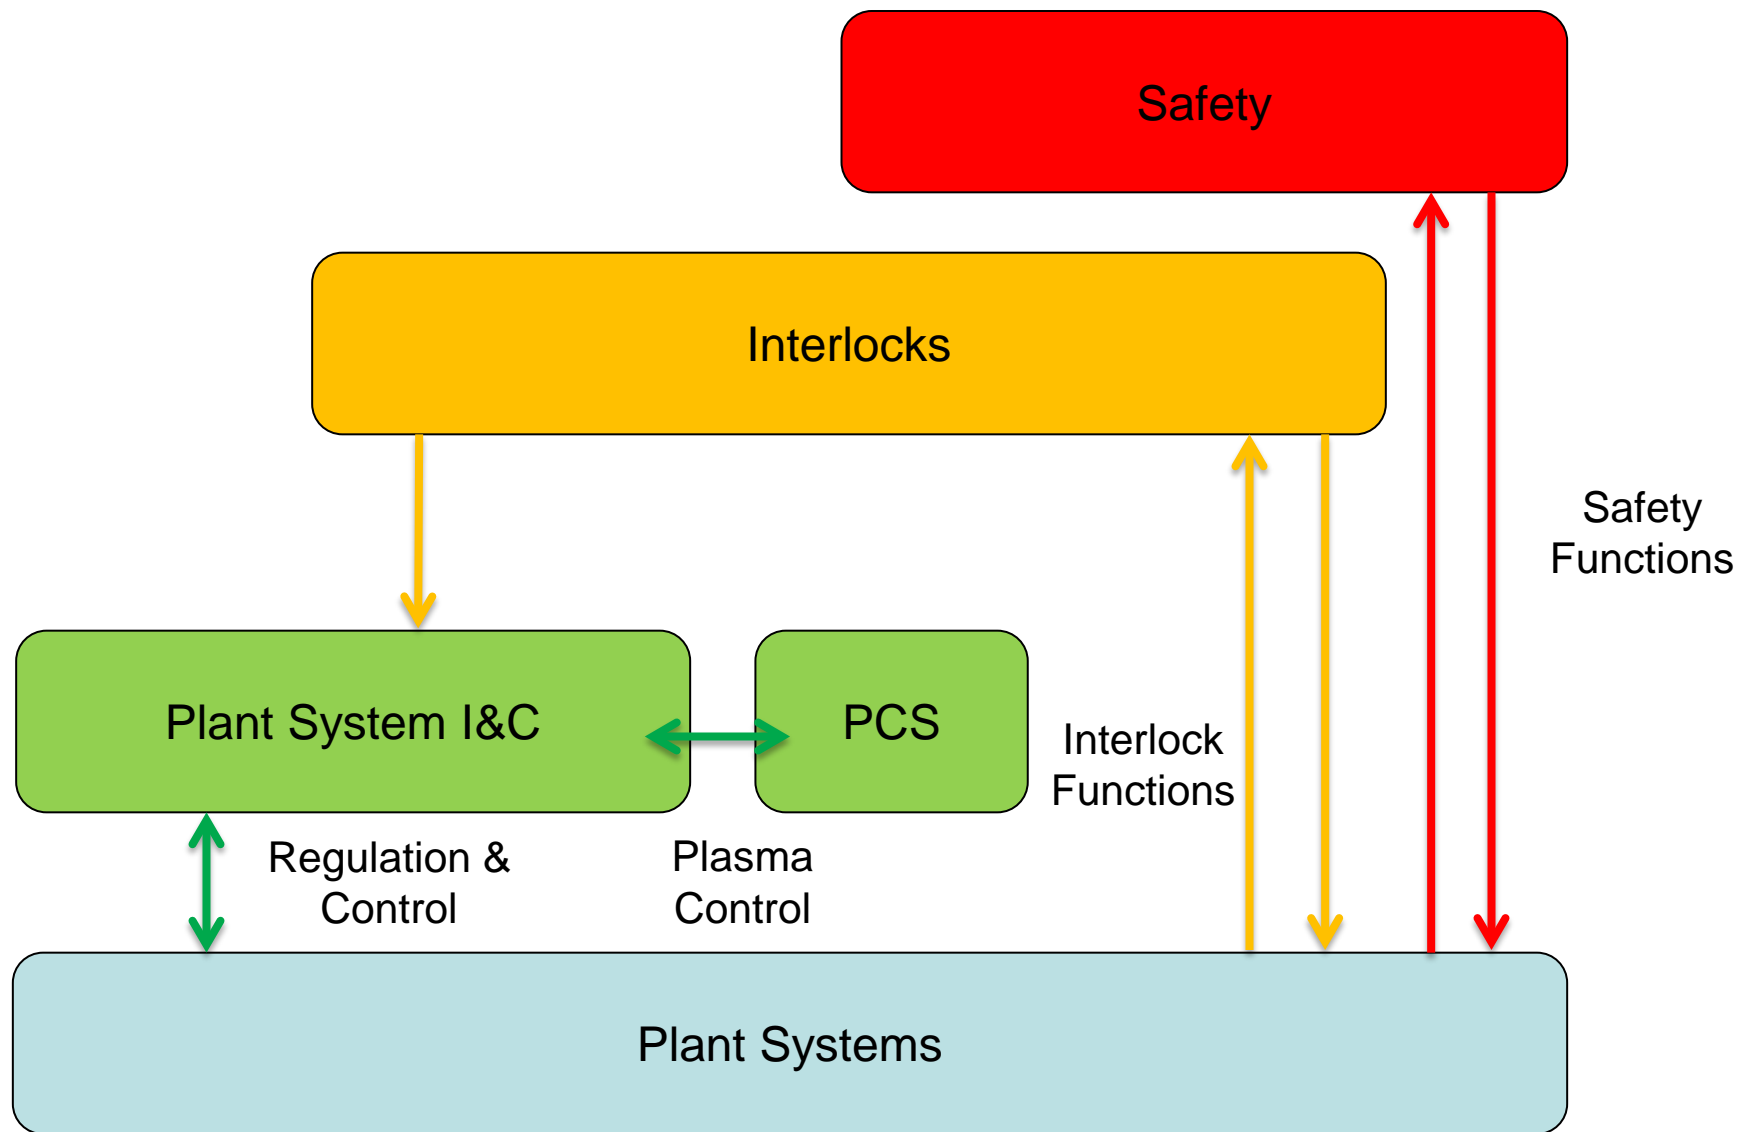 Safety
Interlocks
Safety
Functions
Plant System I&C
PCS
Interlock
Functions
Regulation &
Control
Plasma
Control
Plant Systems